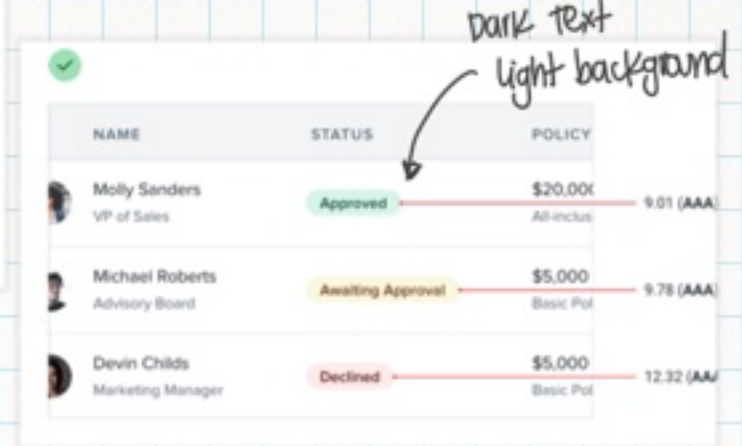 Dark text
light background
NAME STATUS POLICY
Molly Sanders Approved $20,000 9.01 (AAA)
VP of Sales All-inclus
Michael Roberts Awaiting Approval $5,000 9.78 (AAA)
Advisory Board Basic Pol
Devin Childs Declined $5,000 12.32 (AA
Marketing Manager Basic Pol